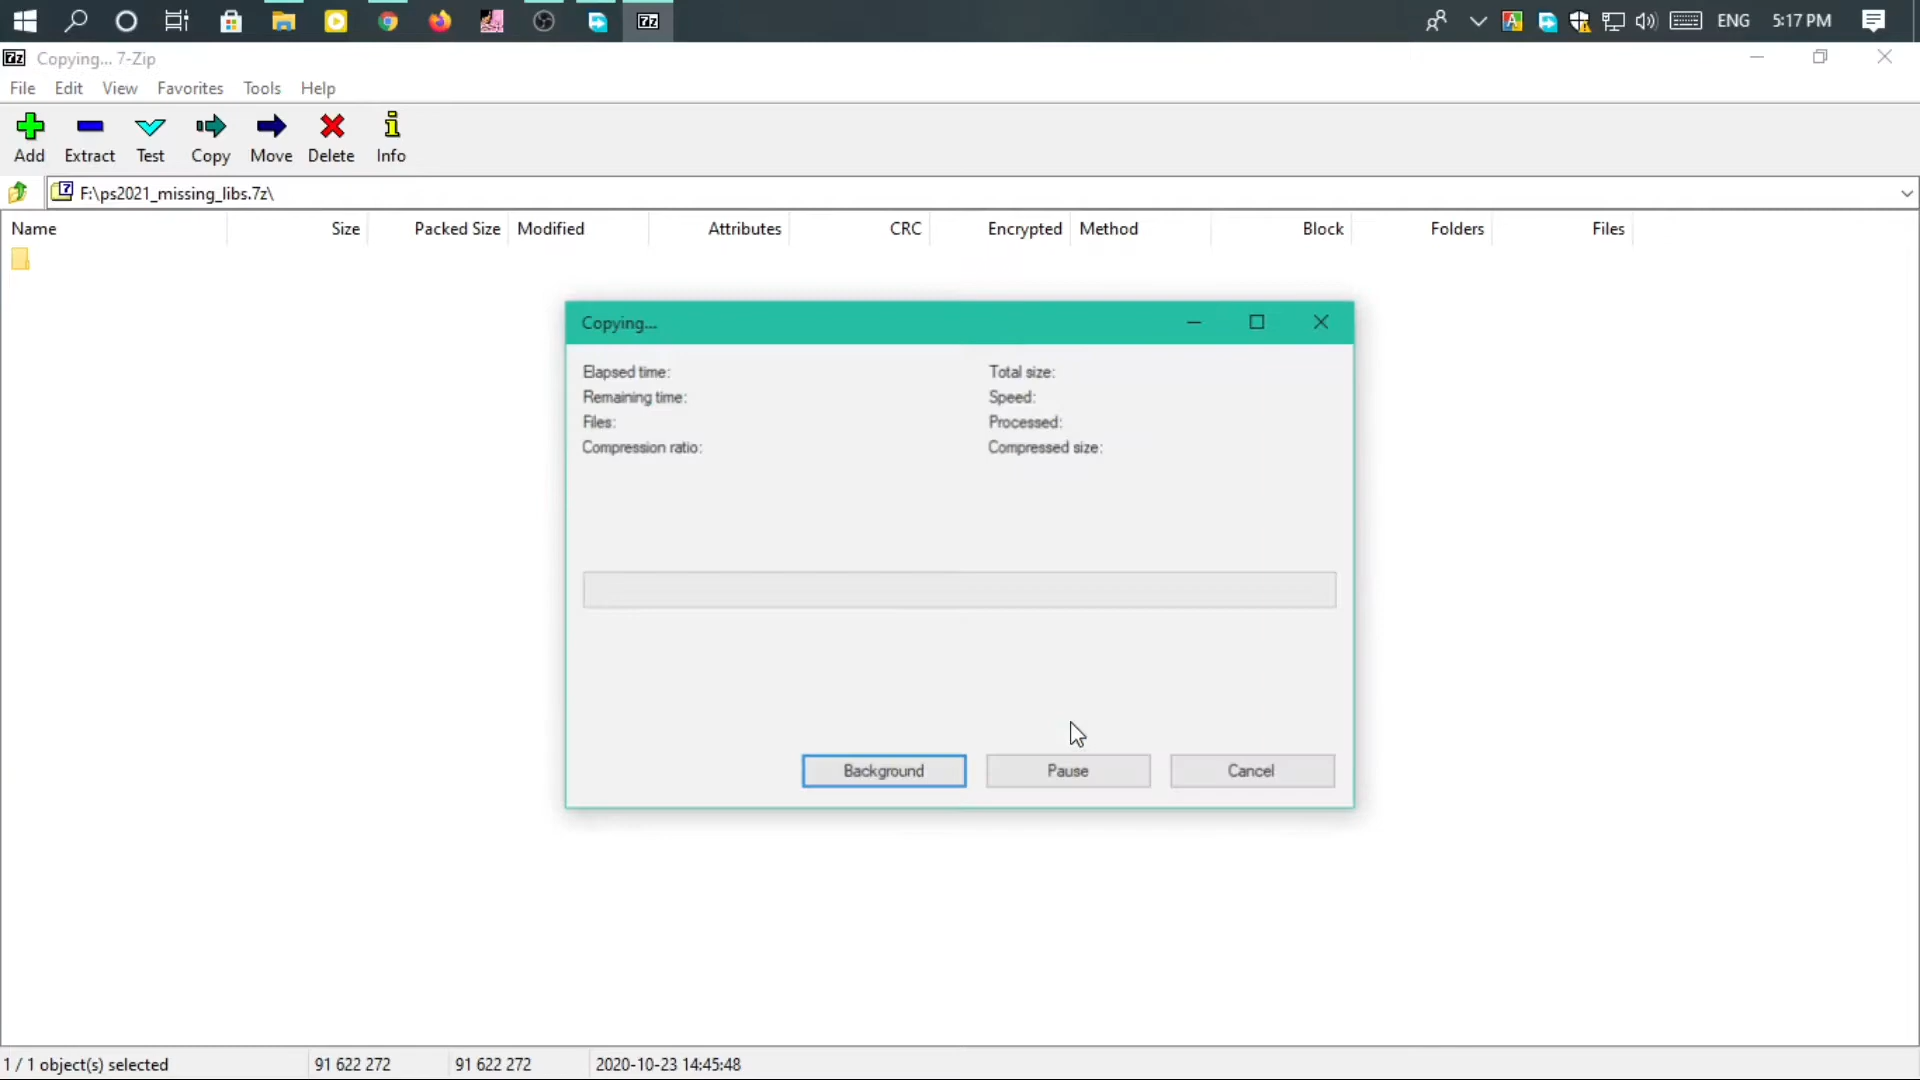 7z
A
ENG
5:17 PM
7z Copying... 7-Zip
File Edit View Favorites Tools Help
Add Extract Test Copy Move Delete Info
7 F:\ps2021_missing_libs.7z\
Name Size Packed Size Modified Attributes CRC Encrypted Method Block Folders Files
Copying...
Elapsed time: Total size:
Remaining time: Speed:
Files: Processed:
Compression ratio: Compressed size:
Background Pause Cancel
1 / 1 object(s) selected 91 622 272 91 622 272 2020-10-23 14:45:48